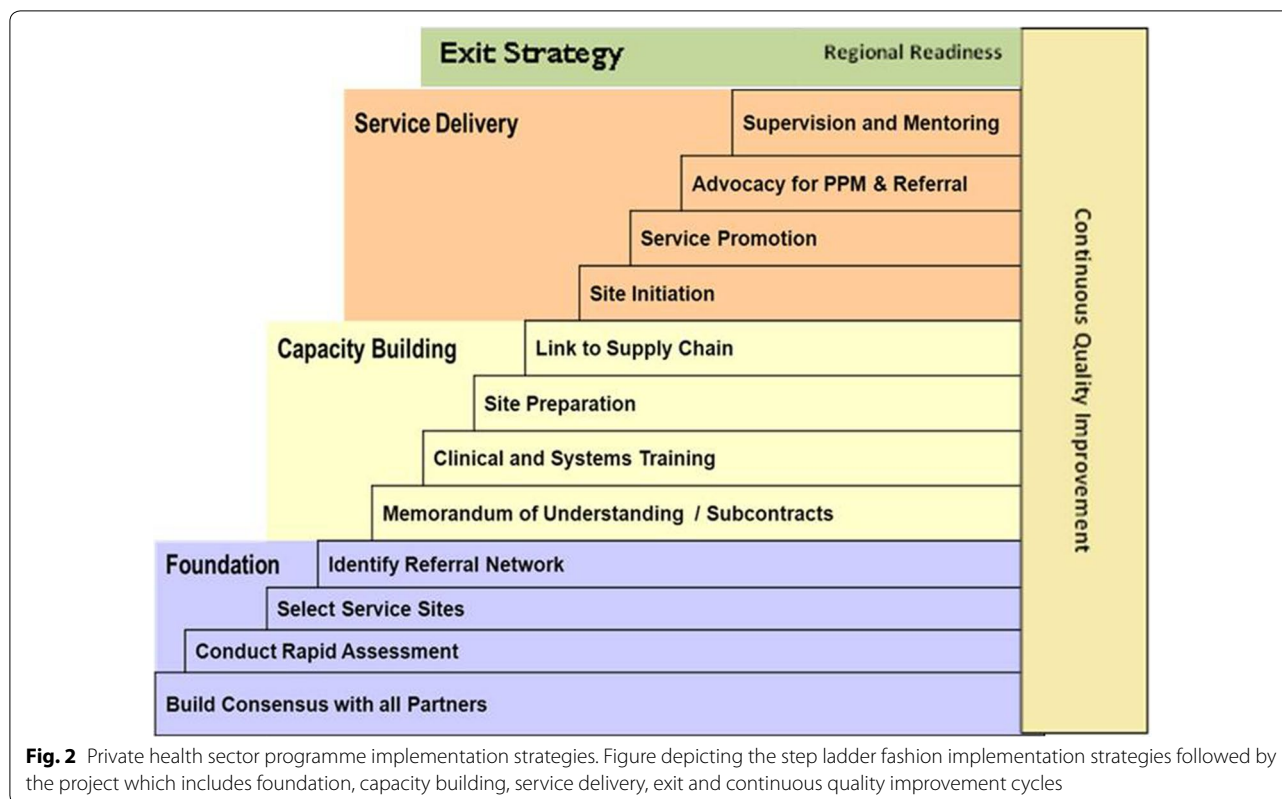 Exit Strategy Regional Readiness
Service Delivery
Supervision and Mentoring
Advocacy for PPM & Referral
Service Promotion
Site Initiation
Capacity Building
Link to Supply Chain
Site Preparation
Clinical and Systems Training
Memorandum of Understanding / Subcontracts
Foundation
Identify Referral Network
Select Service Sites
Conduct Rapid Assessment
Build Consensus with all Partners
Continuous Quality Improvement
Fig. 2 Private health sector programme implementation strategies. Figure depicting the step ladder fashion implementation strategies followed by
the project which includes foundation, capacity building, service delivery, exit and continuous quality improvement cycles